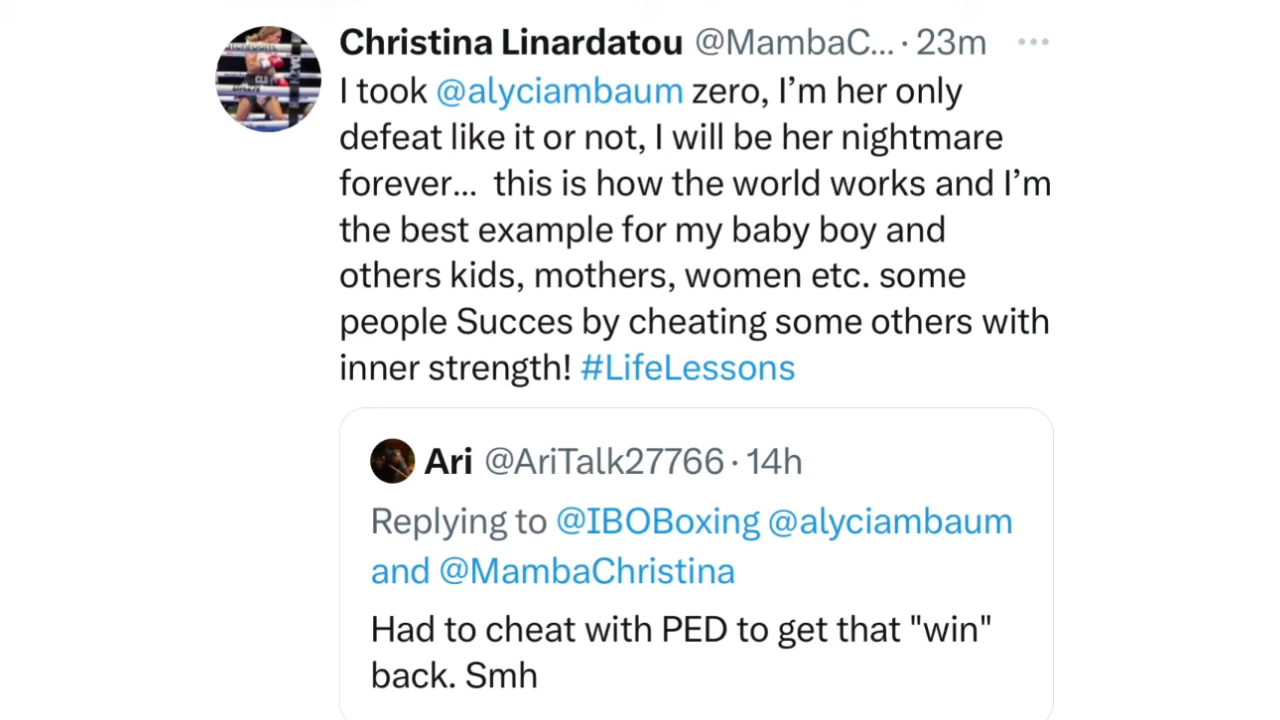 Christina Linardatou @MambaC... · 23m
I took @alyciambaum zero, I’m her only
defeat like it or not, I will be her nightmare
forever... this is how the world works and I’m
the best example for my baby boy and
others kids, mothers, women etc. some
people Succes by cheating some others with
inner strength! #LifeLessons
Ari @AriTalk27766 · 14h
Replying to @IBOBoxing @alyciambaum
and @MambaChristina
Had to cheat with PED to get that "win"
back. Smh